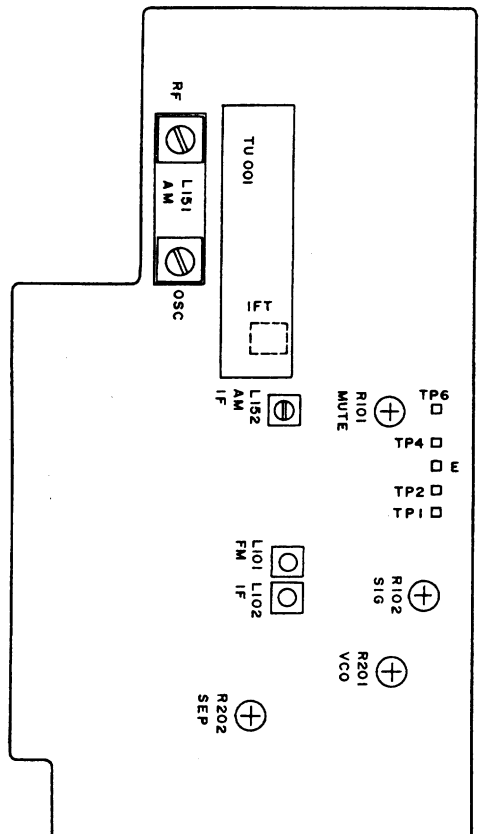 RF
L151
AM
OSC
TU 001
IFT
L152
AM
IF
R101
MUTE
TP6
TP4
E
TP2
TP1
L101
FM
L102
IF
R102
SIG
R201
VCO
R202
SEP